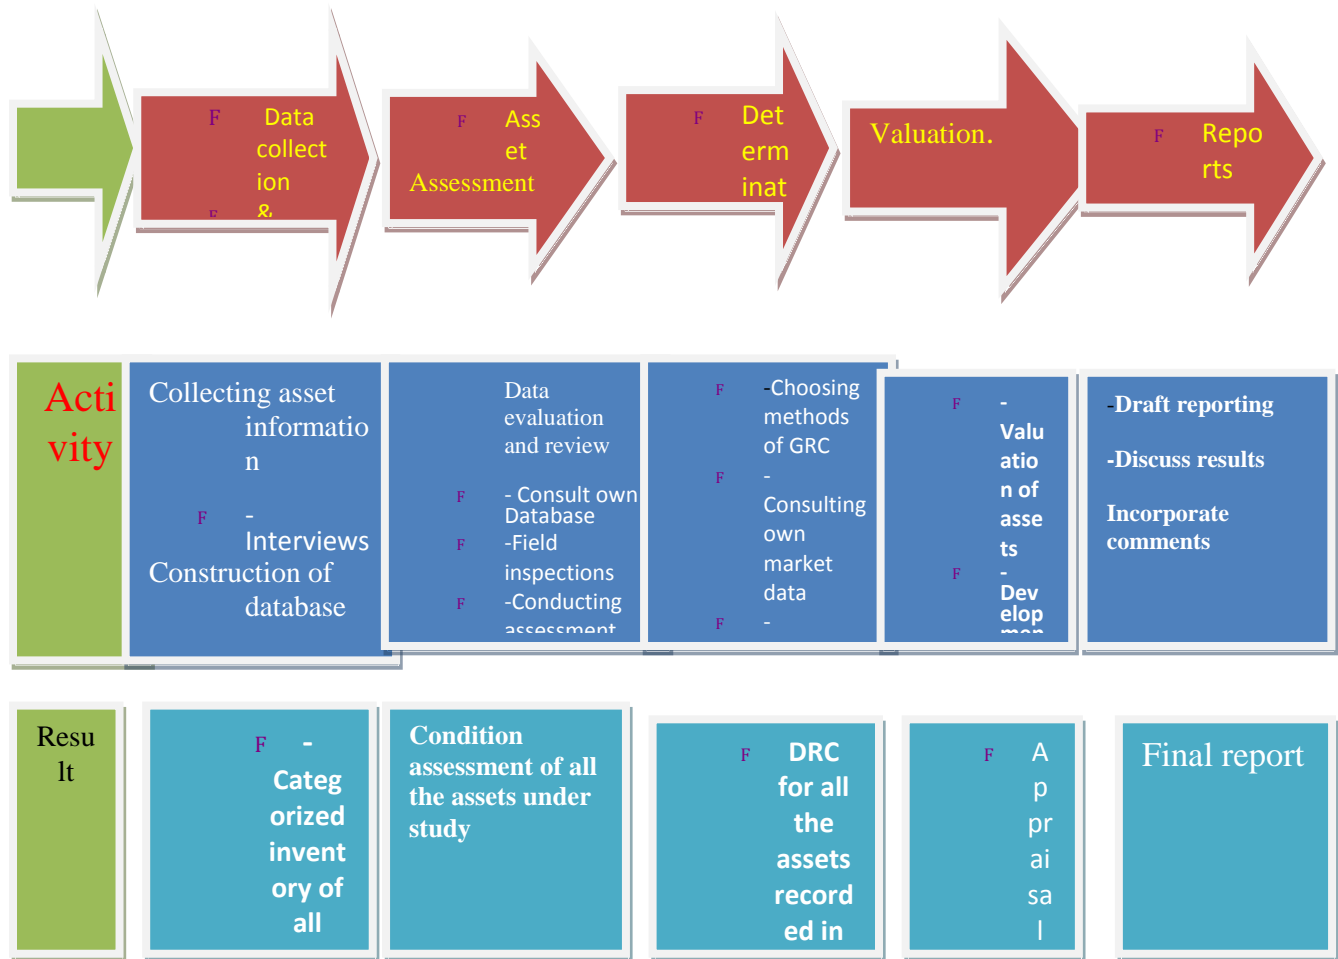 F Data
collect
ion
F &
F Ass
et
Assessment
F Det
erm
inat
Valuation.
F Repo
rts
Acti
vity
Collecting asset
informatio
n
F -
Interviews
Construction of
database
Data
evaluation
and review
F - Consult own
Database
F -Field
inspections
F -Conducting
assessment
F -Choosing
methods
of GRC
F -
Consulting
own
market
data
F -
F -
Valu
atio
n of
asse
ts
F -
Dev
elop
men
-Draft reporting
-Discuss results
Incorporate
comments
Resu
lt
F -
Categ
orized
invent
ory of
all
Condition
assessment of all
the assets under
study
F DRC
for all
the
assets
record
ed in
F A
p
pr
ai
sa
l
Final report